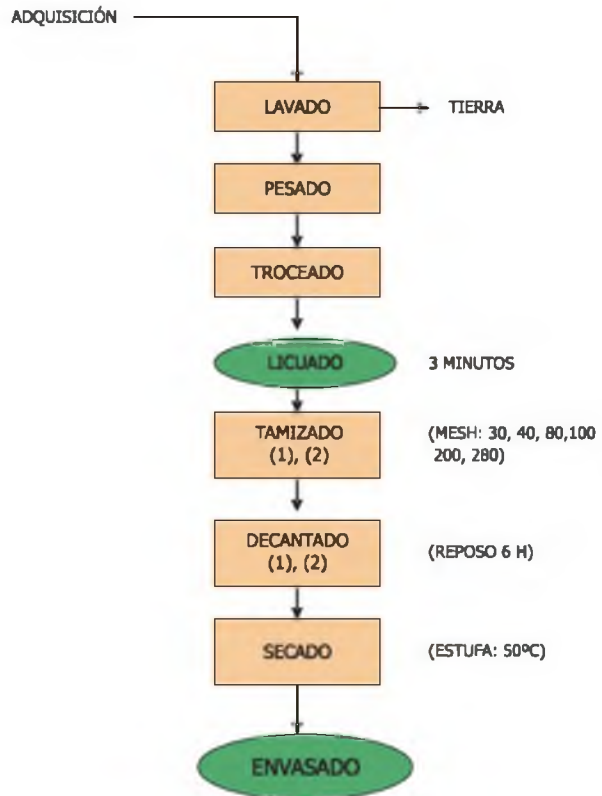 ADQUISICIÓN
LAVADO
TIERRA
PESADO
TROCEADO
LICUADO
3 MINUTOS
TAMIZADO
(1), (2)
(MESH: 30, 40, 80,100
200, 280)
DECANTADO
(1), (2)
(REPOSO 6 H)
SECADO
(ESTUFA: 50ºC)
ENVASADO